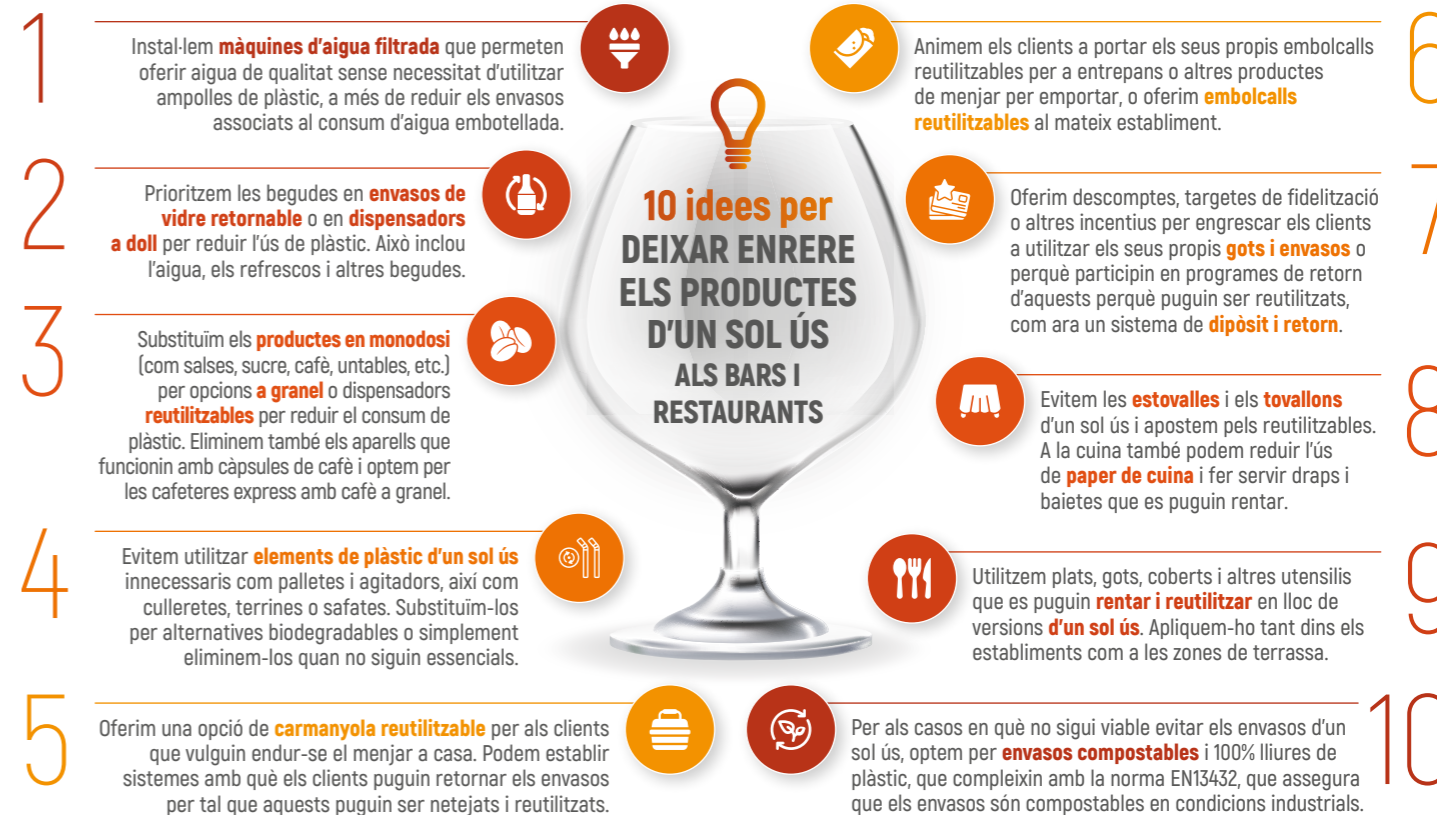 10 idees per
DEIXAR ENRERE
ELS PRODUCTES
D'UN SOL ÚS
ALS BARS I
RESTAURANTS
1
Instal·lem màquines d'aigua filtrada que permeten
oferir aigua de qualitat sense necessitat d'utilitzar
ampolles de plàstic, a més de reduir els envasos
associats al consum d'aigua embotellada.
2
Prioritzem les begudes en envasos de
vidre retornable o en dispensadors
a doll per reduir l'ús de plàstic. Això inclou
l'aigua, els refrescos i altres begudes.
3
Substituïm els productes en monodosi
(com salses, sucre, cafè, untables, etc.)
per opcions a granel o dispensadors
reutilitzables per reduir el consum de
plàstic. Eliminem també els aparells que
funcionin amb càpsules de cafè i optem per
les cafeteres express amb cafè a granel.
4
Evitem utilitzar elements de plàstic d'un sol ús
innecessaris com palletes i agitadors, així com
culleretes, terrines o safates. Substituïm-los
per alternatives biodegradables o simplement
eliminem-los quan no siguin essencials.
5
Oferim una opció de carmanyola reutilitzable per als clients
que vulguin endur-se el menjar a casa. Podem establir
sistemes amb què els clients puguin retornar els envasos
per tal que aquests puguin ser netejats i reutilitzats.
6
Animem els clients a portar els seus propis embolcalls
reutilitzables per a entrepans o altres productes
de menjar per emportar, o oferim embolcalls
reutilitzables al mateix establiment.
7
Oferim descomptes, targetes de fidelització
o altres incentius per engrescar els clients
a utilitzar els seus propis gots i envasos o
perquè participin en programes de retorn
d'aquests perquè puguin ser reutilitzats,
com ara un sistema de dipòsit i retorn.
8
Evitem les estovalles i els tovallons
d'un sol ús i apostem pels reutilitzables.
A la cuina també podem reduir l'ús
de paper de cuina i fer servir draps i
baietes que es puguin rentar.
9
Utilitzem plats, gots, coberts i altres utensilis
que es puguin rentar i reutilitzar en lloc de
versions d'un sol ús. Apliquem-ho tant dins els
establiments com a les zones de terrassa.
10
Per als casos en què no sigui viable evitar els envasos d'un
sol ús, optem per envasos compostables i 100% lliures de
plàstic, que compleixin amb la norma EN13432, que assegura
que els envasos són compostables en condicions industrials.